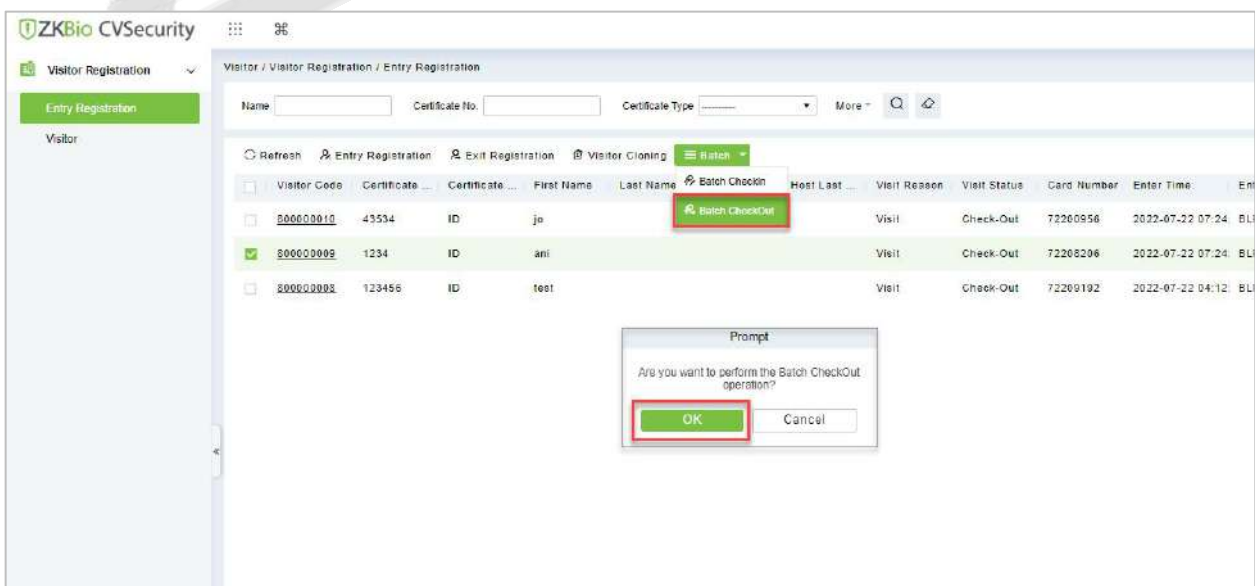 ZKBio CVSecurity
Visitor Registration
Entry Registration
Visitor
Visitor / Visitor Registration / Entry Registration
Name Certificate No. Certificate Type ---------- More
Refresh Entry Registration Exit Registration Visitor Cloning Batch
Batch CheckIn
Batch CheckOut
Visitor Code Certificate ... Certificate ... First Name Last Name Host Last ... Visit Reason Visit Status Card Number Enter Time Ent
800000010 43534 ID jo Visit Check-Out 72200956 2022-07-22 07:24: BL
800000009 1234 ID ani Visit Check-Out 72208206 2022-07-22 07:24: BL
800000008 123456 ID test Visit Check-Out 72209192 2022-07-22 04:12: BL
Prompt
Are you want to perform the Batch CheckOut
operation?
OK Cancel